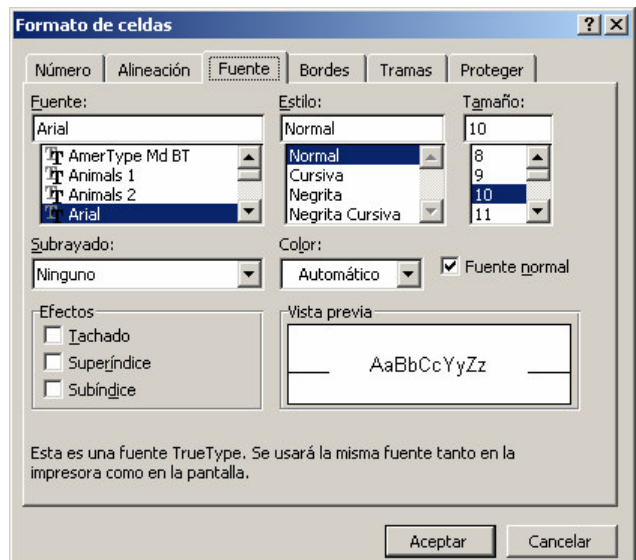 Formato de celdas
Número Alineación Fuente Bordes Tramas Proteger
Fuente: Estilo: Tamaño:
Arial Normal 10
AmerType Md BT Normal 8
Animals 1 Cursiva 9
Animals 2 Negrita 10
Arial Negrita Cursiva 11
Subrayado: Color:
Ninguno Automático Fuente normal
Efectos Vista previa
Tachado
Superíndice AaBbCcYyZz
Subíndice
Esta es una fuente TrueType. Se usará la misma fuente tanto en la
impresora como en la pantalla.
Aceptar Cancelar